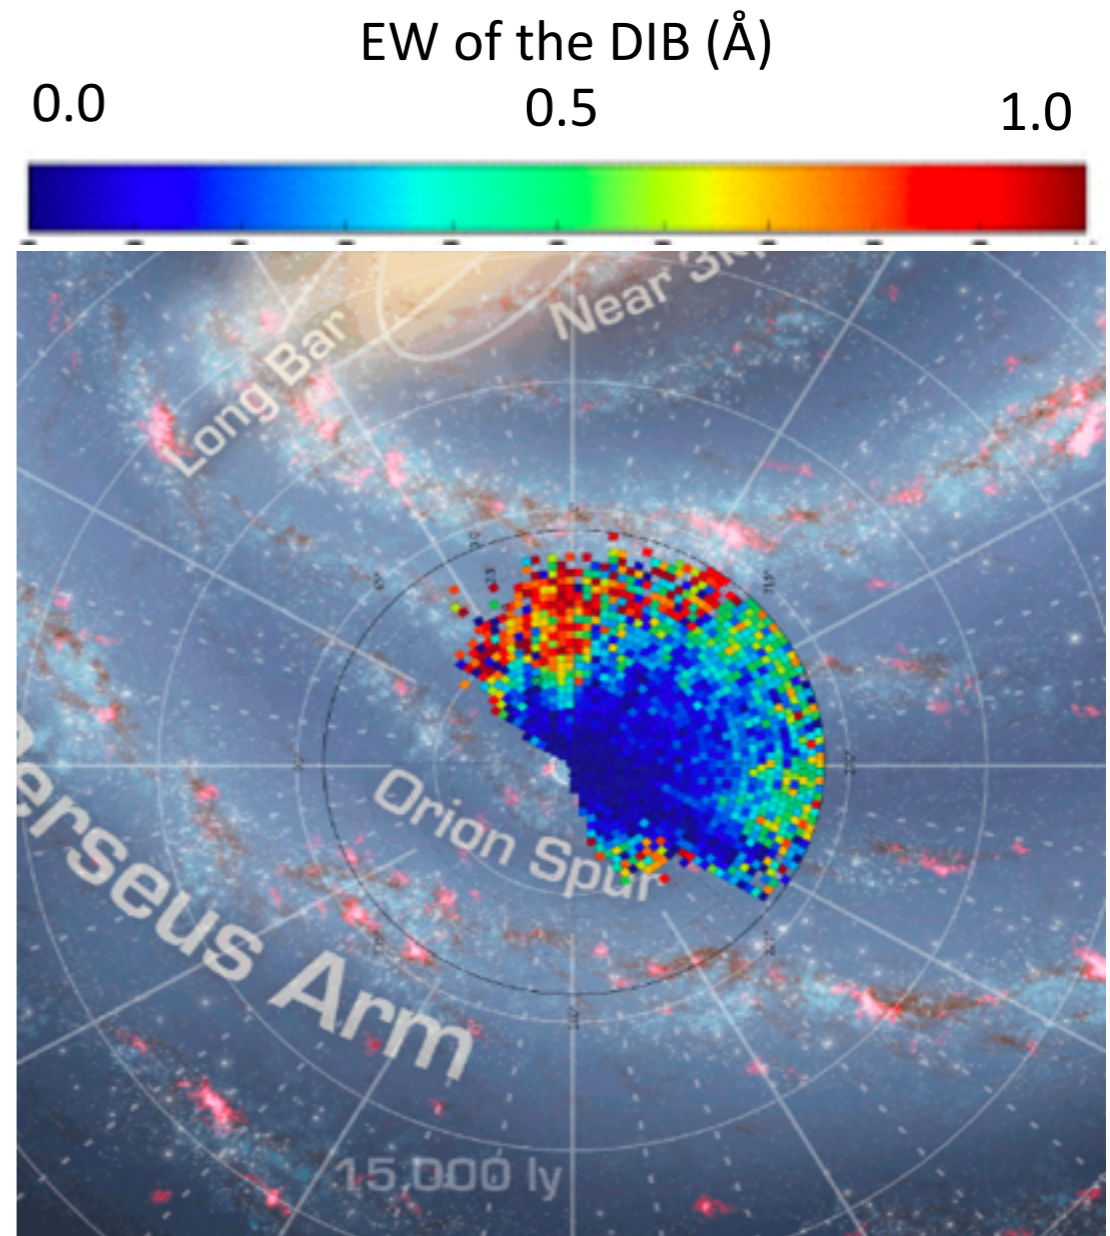 EW of the DIB (Å)
0.0 0.5 1.0
Near 3k
Long Bar
Orion Spur
erseus Arm
15.000 ly